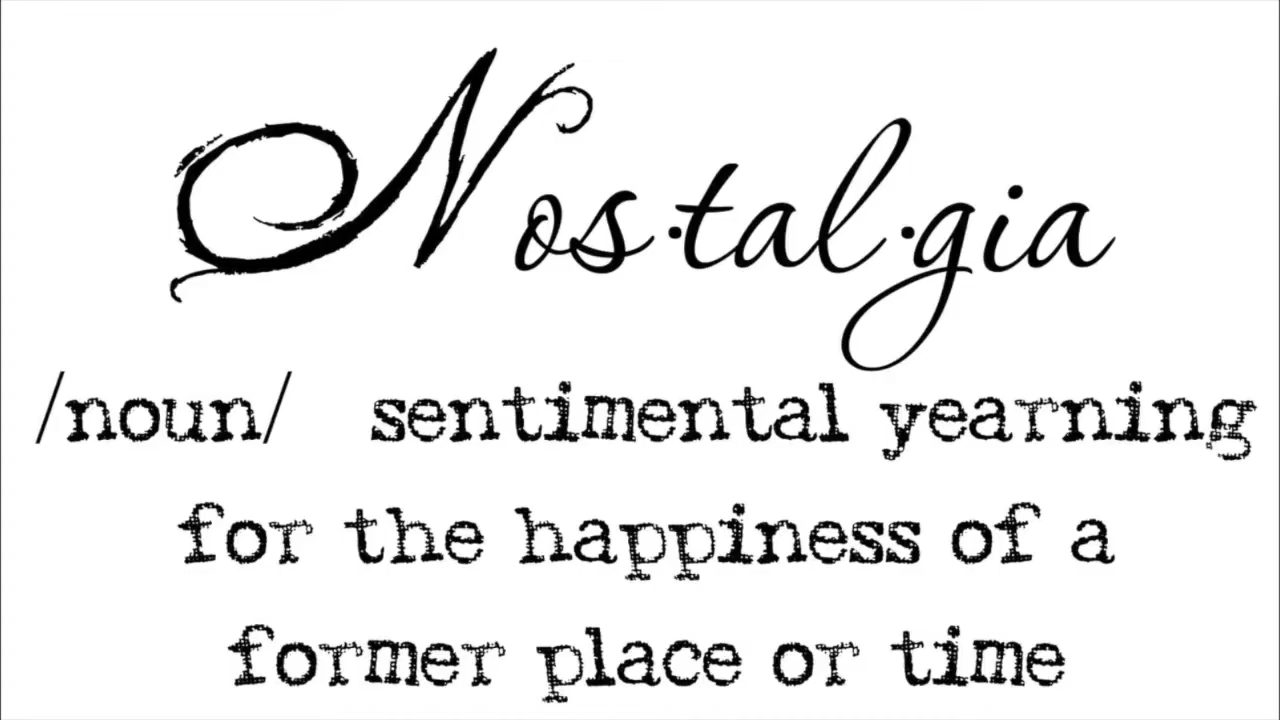 Nos·tal·gia
/noun/ sentimental yearning
for the happiness of a
former place or time